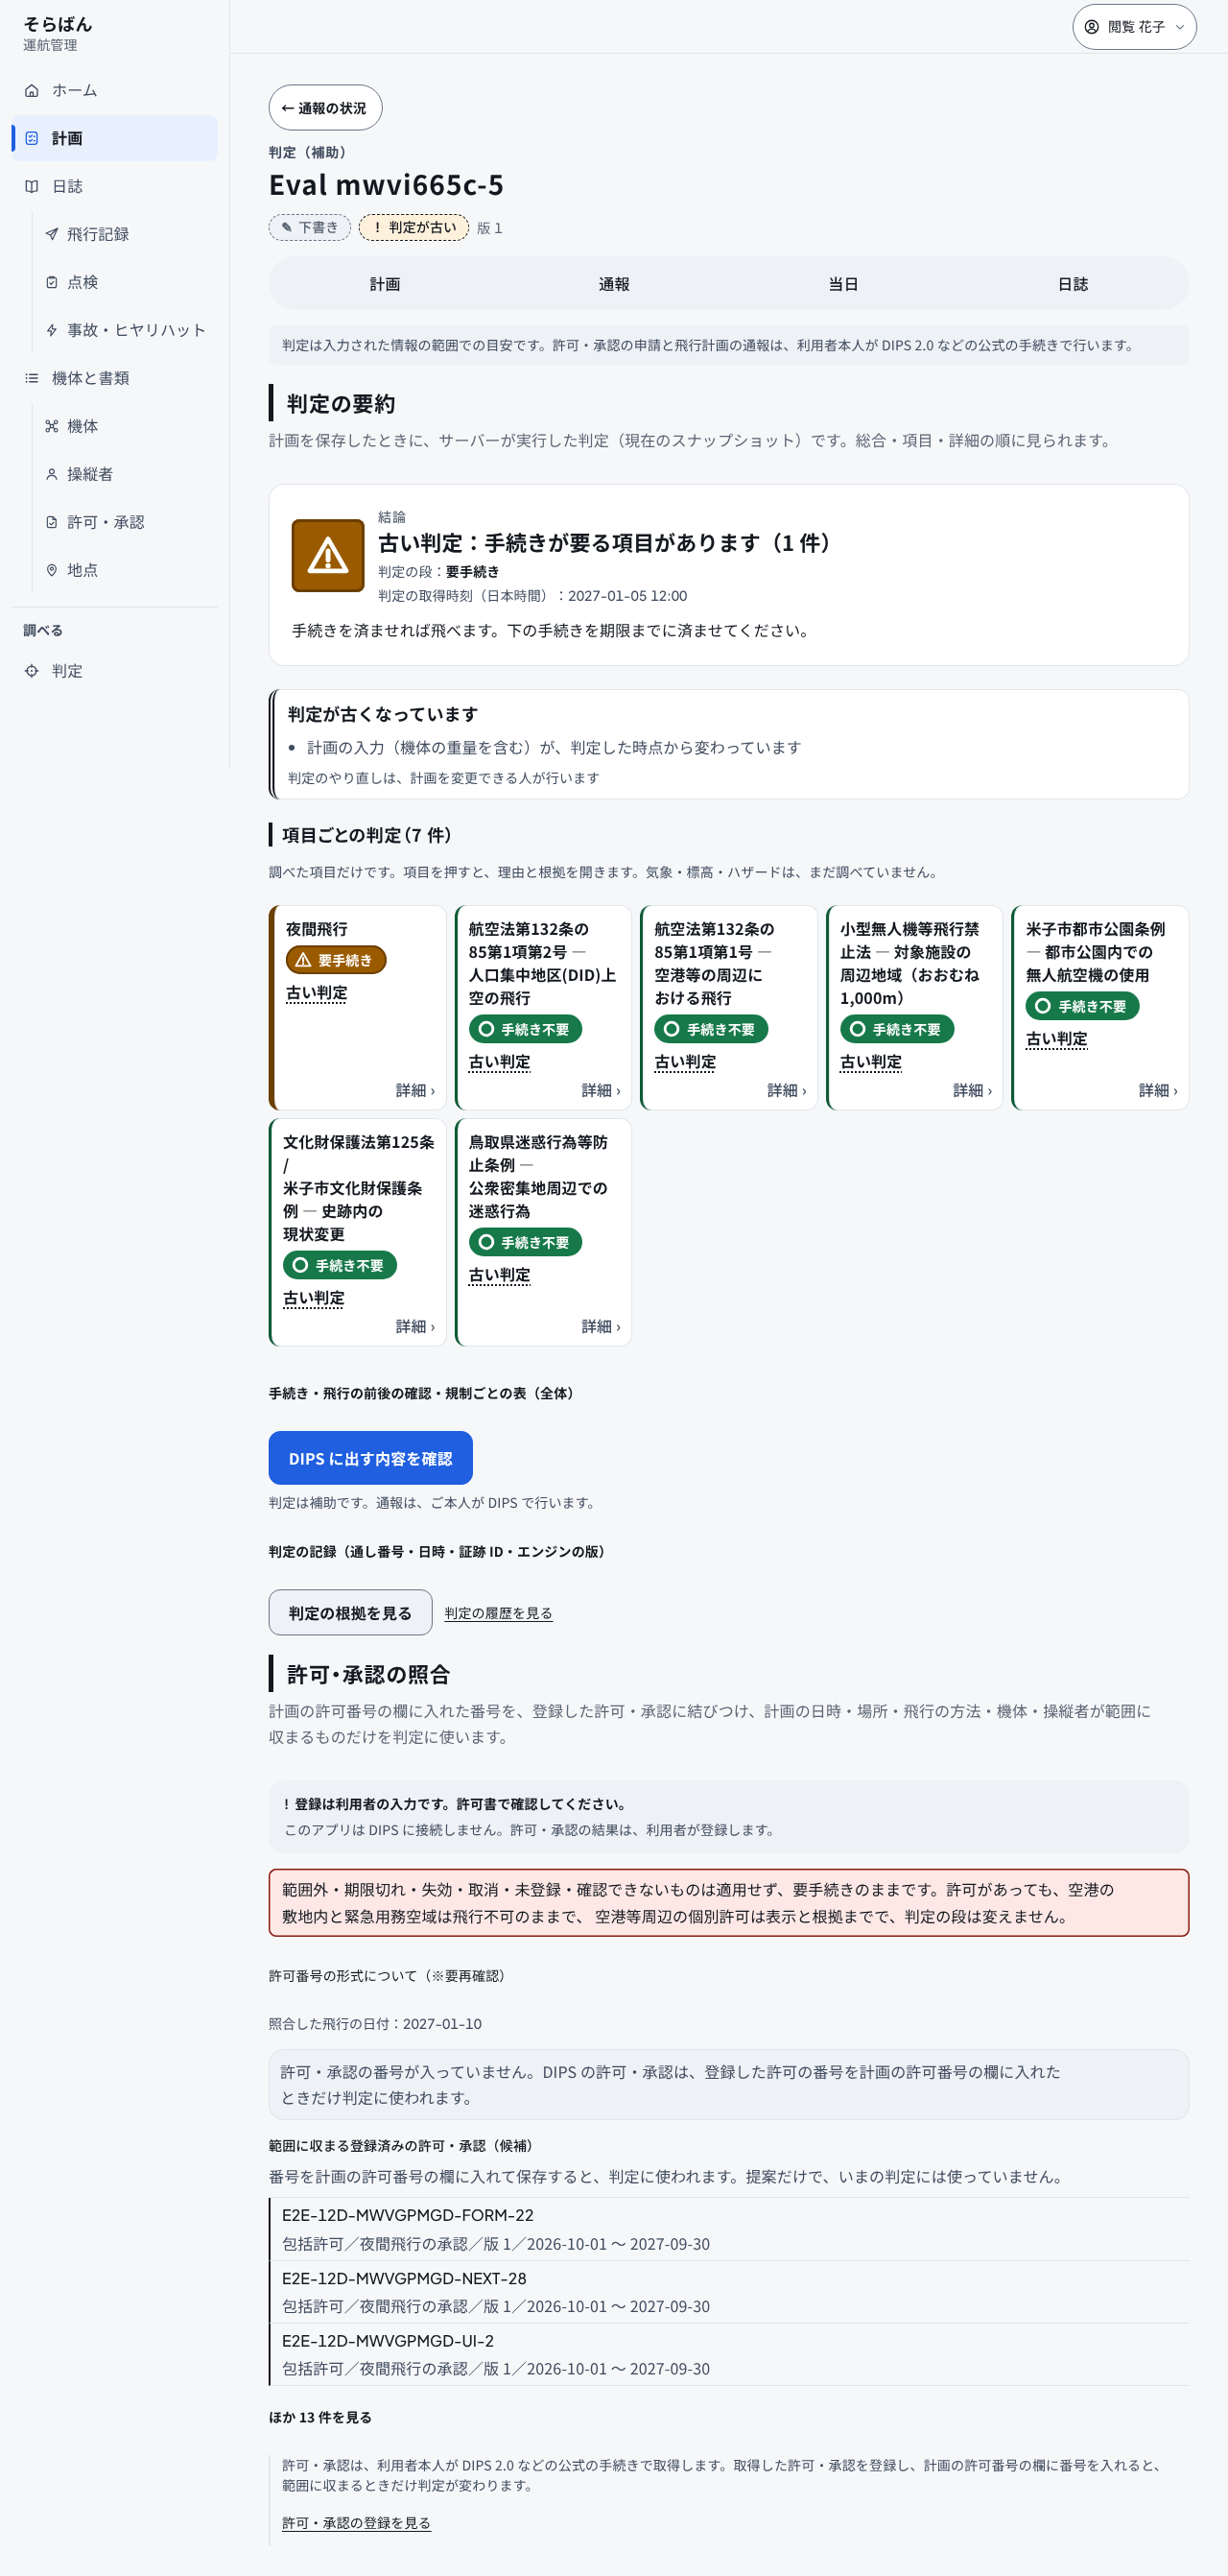 そらばん
運航管理
閲覧 花子
ホーム
計画
日誌
飛行記録
点検
事故・ヒヤリハット
機体と書類
機体
操縦者
許可・承認
地点
調べる
判定
← 通報の状況
判定（補助）
Eval mwvi665c-5
✎ 下書き
! 判定が古い
版 1
計画
通報
当日
日誌
判定は入力された情報の範囲での目安です。許可・承認の申請と飛行計画の通報は、利用者本人が DIPS 2.0 などの公式の手続きで行います。
判定の要約
計画を保存したときに、サーバーが実行した判定（現在のスナップショット）です。総合・項目・詳細の順に見られます。
結論
古い判定：手続きが要る項目があります（1 件）
判定の段：要手続き
判定の取得時刻（日本時間）：2027-01-05 12:00
手続きを済ませれば飛べます。下の手続きを期限までに済ませてください。
判定が古くなっています
• 計画の入力（機体の重量を含む）が、判定した時点から変わっています
判定のやり直しは、計画を変更できる人が行います
項目ごとの判定（7 件）
調べた項目だけです。項目を押すと、理由と根拠を開きます。気象・標高・ハザードは、まだ調べていません。
夜間飛行
要手続き
古い判定
詳細 ›
航空法第132条の
85第1項第2号 —
人口集中地区(DID)上
空の飛行
手続き不要
古い判定
詳細 ›
航空法第132条の
85第1項第1号 —
空港等の周辺に
おける飛行
手続き不要
古い判定
詳細 ›
小型無人機等飛行禁
止法 — 対象施設の
周辺地域（おおむね
1,000m）
手続き不要
古い判定
詳細 ›
米子市都市公園条例
— 都市公園内での
無人航空機の使用
手続き不要
古い判定
詳細 ›
文化財保護法第125条
/
米子市文化財保護条
例 — 史跡内の
現状変更
手続き不要
古い判定
詳細 ›
鳥取県迷惑行為等防
止条例 —
公衆密集地周辺での
迷惑行為
手続き不要
古い判定
詳細 ›
手続き・飛行の前後の確認・規制ごとの表（全体）
DIPS に出す内容を確認
判定は補助です。通報は、ご本人が DIPS で行います。
判定の記録（通し番号・日時・証跡 ID・エンジンの版）
判定の根拠を見る
判定の履歴を見る
許可・承認の照合
計画の許可番号の欄に入れた番号を、登録した許可・承認に結びつけ、計画の日時・場所・飛行の方法・機体・操縦者が範囲に
収まるものだけを判定に使います。
! 登録は利用者の入力です。許可書で確認してください。
このアプリは DIPS に接続しません。許可・承認の結果は、利用者が登録します。
範囲外・期限切れ・失効・取消・未登録・確認できないものは適用せず、要手続きのままです。許可があっても、空港の
敷地内と緊急用務空域は飛行不可のままで、 空港等周辺の個別許可は表示と根拠までで、判定の段は変えません。
許可番号の形式について（※要再確認）
照合した飛行の日付：2027-01-10
許可・承認の番号が入っていません。DIPS の許可・承認は、登録した許可の番号を計画の許可番号の欄に入れた
ときだけ判定に使われます。
範囲に収まる登録済みの許可・承認（候補）
番号を計画の許可番号の欄に入れて保存すると、判定に使われます。提案だけで、いまの判定には使っていません。
E2E-12D-MWVGPMGD-FORM-22
包括許可／夜間飛行の承認／版 1／2026-10-01 〜 2027-09-30
E2E-12D-MWVGPMGD-NEXT-28
包括許可／夜間飛行の承認／版 1／2026-10-01 〜 2027-09-30
E2E-12D-MWVGPMGD-UI-2
包括許可／夜間飛行の承認／版 1／2026-10-01 〜 2027-09-30
ほか 13 件を見る
許可・承認は、利用者本人が DIPS 2.0 などの公式の手続きで取得します。取得した許可・承認を登録し、計画の許可番号の欄に番号を入れると、
範囲に収まるときだけ判定が変わります。
許可・承認の登録を見る